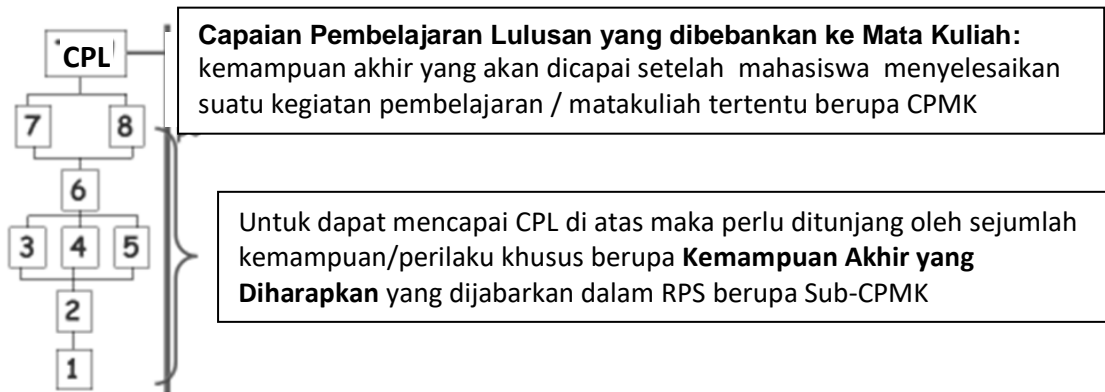 CPL
Capaian Pembelajaran Lulusan yang dibebankan ke Mata Kuliah:
kemampuan akhir yang akan dicapai setelah mahasiswa menyelesaikan
suatu kegiatan pembelajaran / matakuliah tertentu berupa CPMK
7 8
6
3 4 5
2
1
Untuk dapat mencapai CPL di atas maka perlu ditunjang oleh sejumlah
kemampuan/perilaku khusus berupa Kemampuan Akhir yang
Diharapkan yang dijabarkan dalam RPS berupa Sub-CPMK